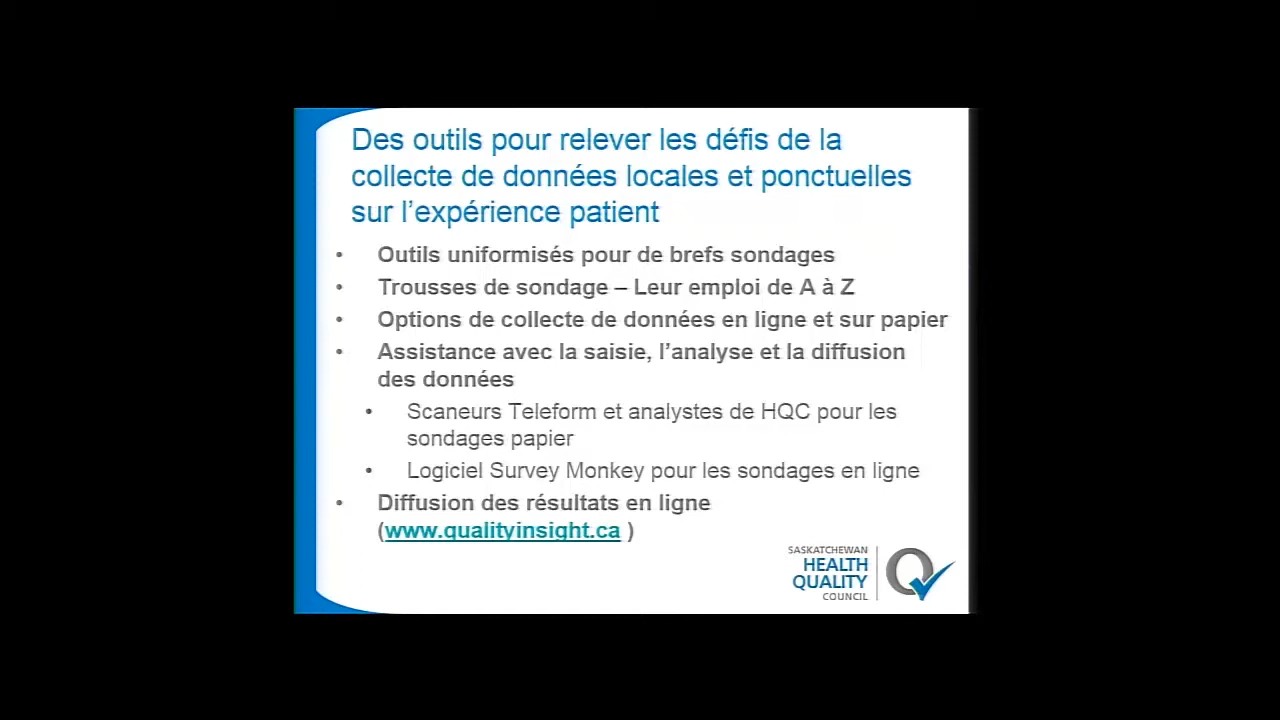 Des outils pour relever les défis de la
collecte de données locales et ponctuelles
sur l’expérience patient
• Outils uniformisés pour de brefs sondages
• Trousses de sondage – Leur emploi de A à Z
• Options de collecte de données en ligne et sur papier
• Assistance avec la saisie, l’analyse et la diffusion
des données
• Scaneurs Teleform et analystes de HQC pour les
sondages papier
• Logiciel Survey Monkey pour les sondages en ligne
• Diffusion des résultats en ligne
(www.qualityinsight.ca )
SASKATCHEWAN
HEALTH
QUALITY
COUNCIL